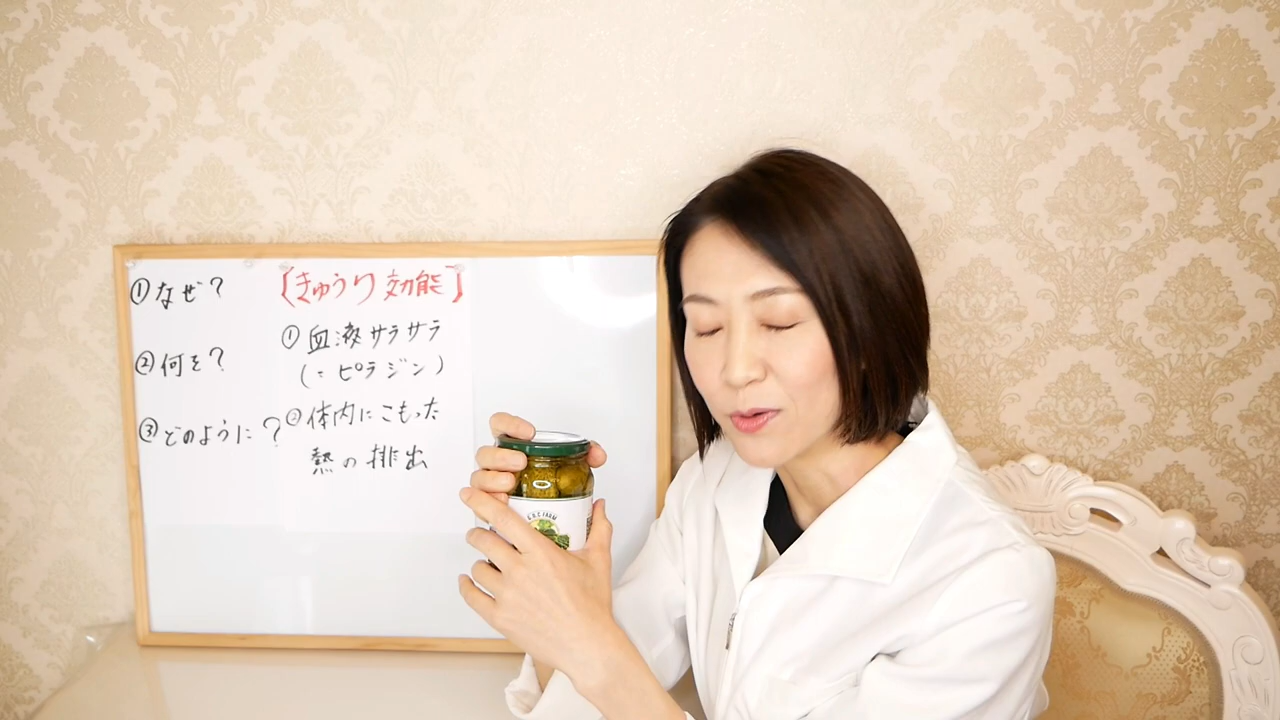 ①なぜ?
②何を?
③どのように?
【きゅうり 効能】
①血液サラサラ
(=ピラジン)
②体内にこもった
熱の排出